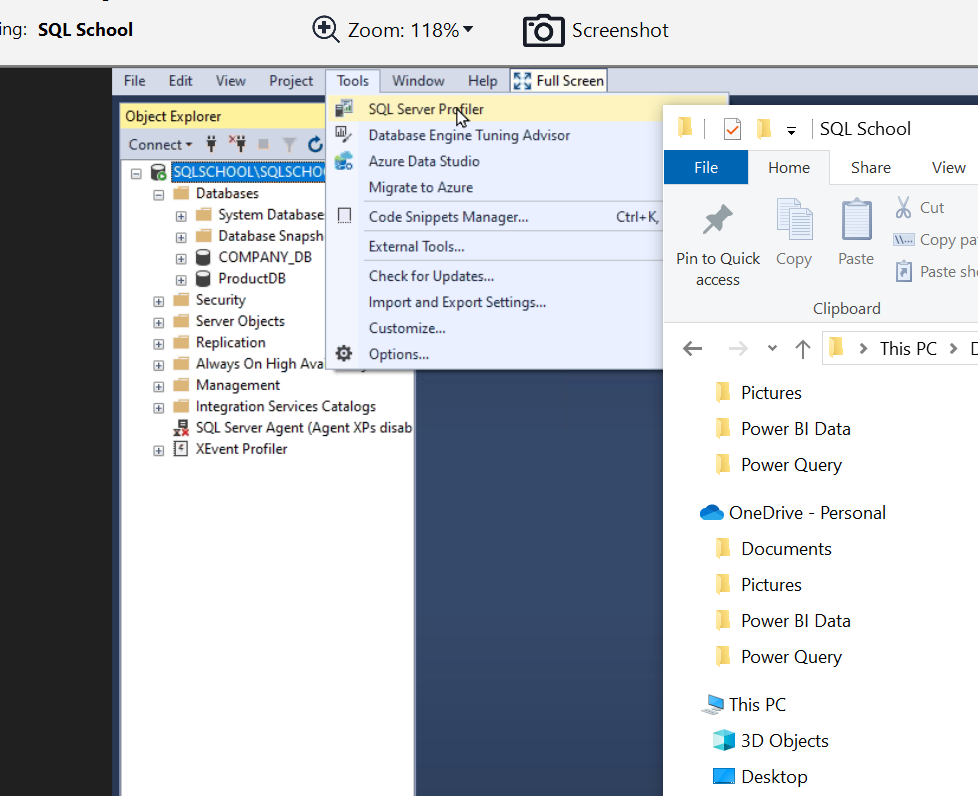 ing: SQL School
Zoom: 118%
Screenshot
File Edit View Project Tools Window Help Full Screen
Object Explorer
Connect
SQLSCHOOL\SQLSCHO
Databases
System Database
Database Snapsh
COMPANY_DB
ProductDB
Security
Server Objects
Replication
Always On High Ava
Management
Integration Services Catalogs
SQL Server Agent (Agent XPs disab
XEvent Profiler
SQL Server Profiler
Database Engine Tuning Advisor
Azure Data Studio
Migrate to Azure
Code Snippets Manager... Ctrl+K,
External Tools...
Check for Updates...
Import and Export Settings...
Customize...
Options...
SQL School
File Home Share View
Pin to Quick
access
Copy
Paste
Cut
Copy pa
Paste sho
Clipboard
This PC
Pictures
Power BI Data
Power Query
OneDrive - Personal
Documents
Pictures
Power BI Data
Power Query
This PC
3D Objects
Desktop